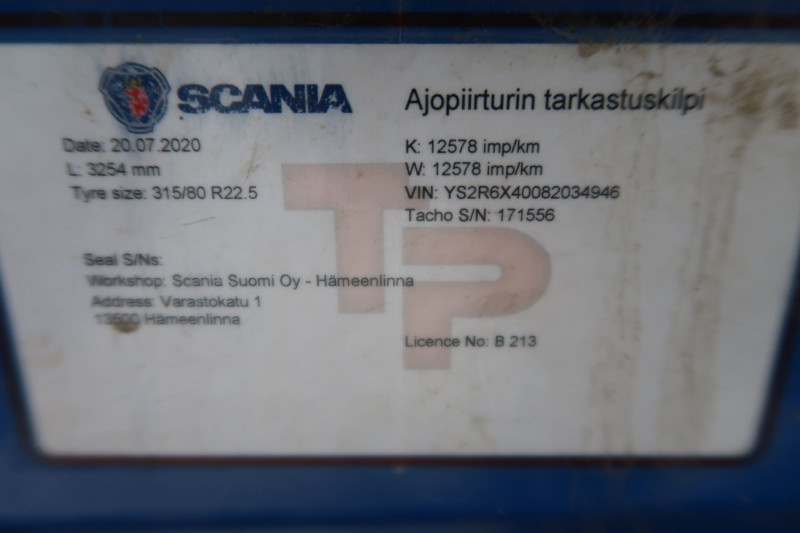 SCANIA
Ajopiirturin tarkastuskilpi
Date: 20.07.2020
L: 3254 mm
Tyre size: 315/80 R22.5
K: 12578 imp/km
W: 12578 imp/km
VIN: YS2R6X40082034946
Tacho S/N: 171556
Seal S/Ns:
Workshop: Scania Suomi Oy - Hämeenlinna
Address: Varastokatu 1
13500 Hämeenlinna
Licence No: B 213
TP